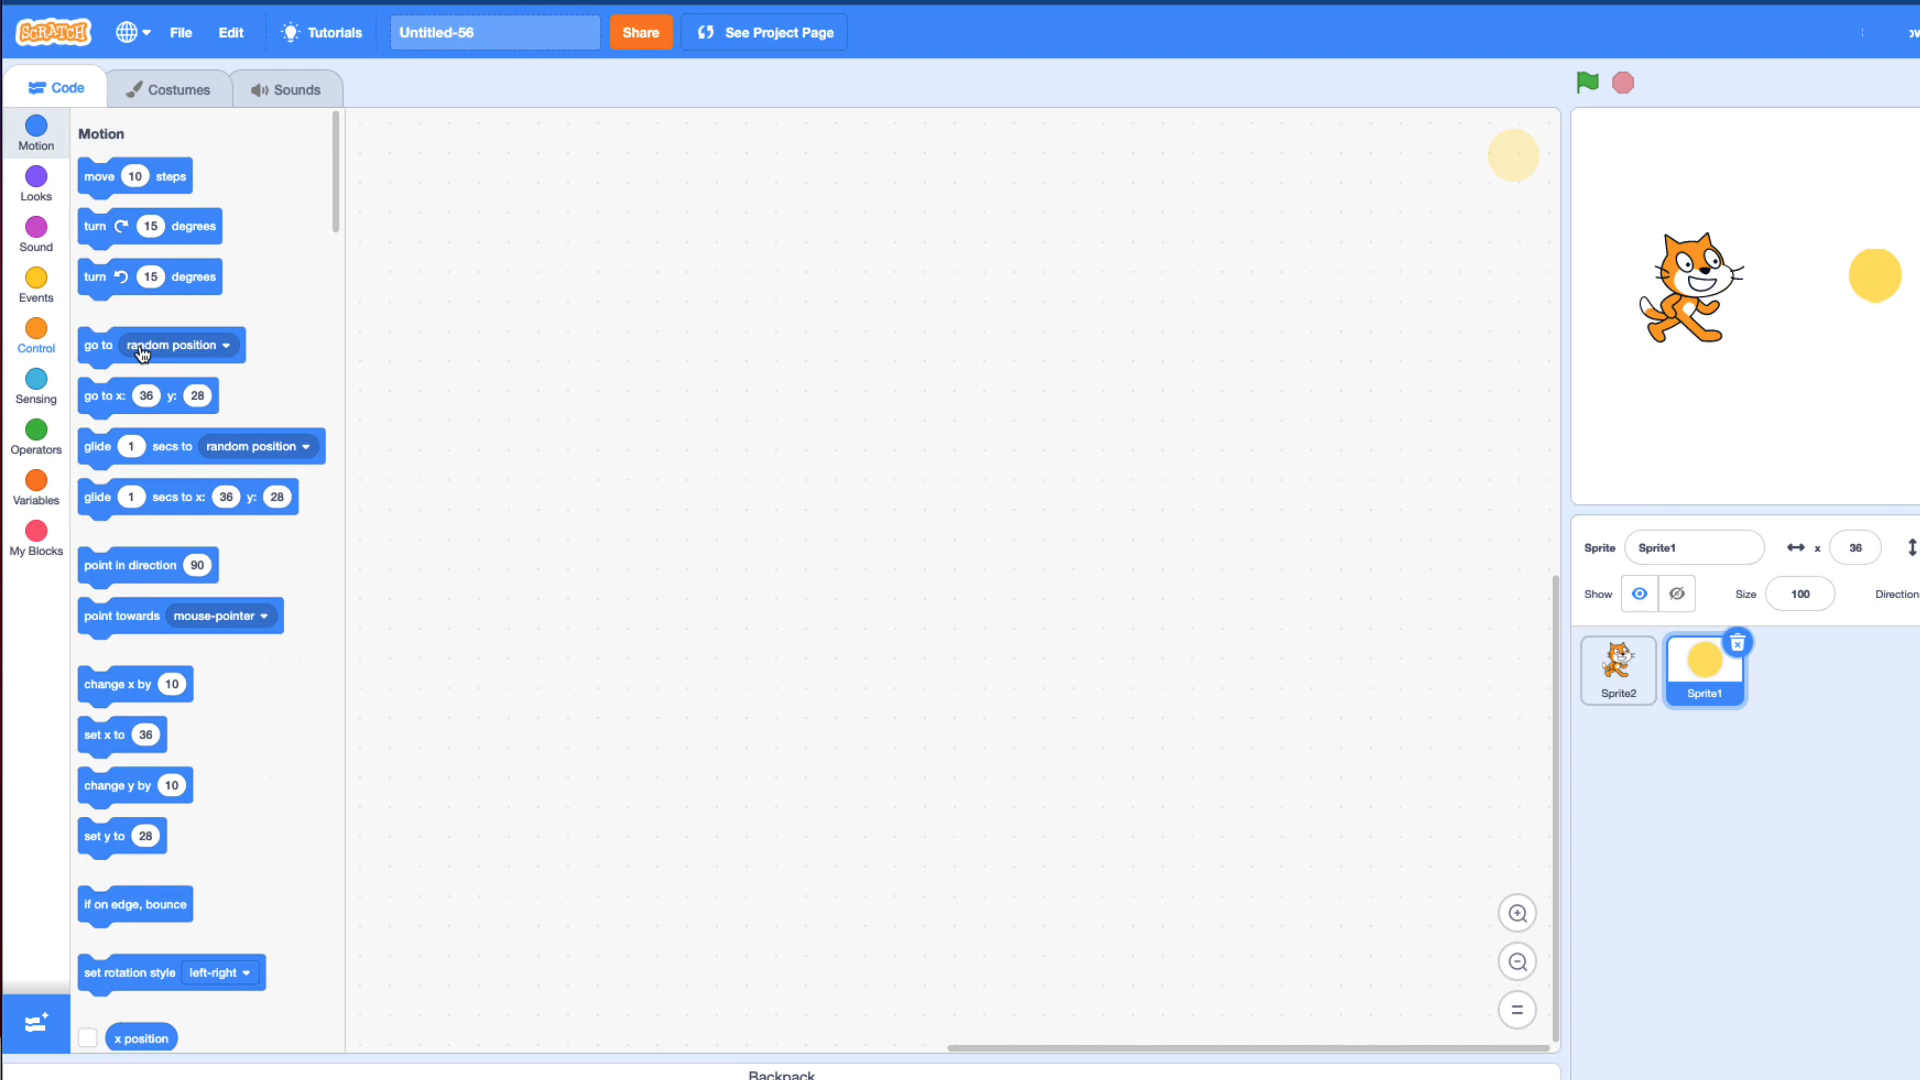 SCRATCH File Edit Tutorials Untitled-56 Share See Project Page
Code Costumes Sounds
Motion
Looks
Sound
Events
Control
Sensing
Operators
Variables
My Blocks
Motion
move 10 steps
turn 15 degrees
turn 15 degrees
go to random position
go to x: 36 y: 28
glide 1 secs to random position
glide 1 secs to x: 36 y: 28
point in direction 90
point towards mouse-pointer
change x by 10
set x to 36
change y by 10
set y to 28
if on edge, bounce
set rotation style left-right
x position
Sprite Sprite1 x 36
Show Size 100 Direction
Sprite2 Sprite1
Backpack